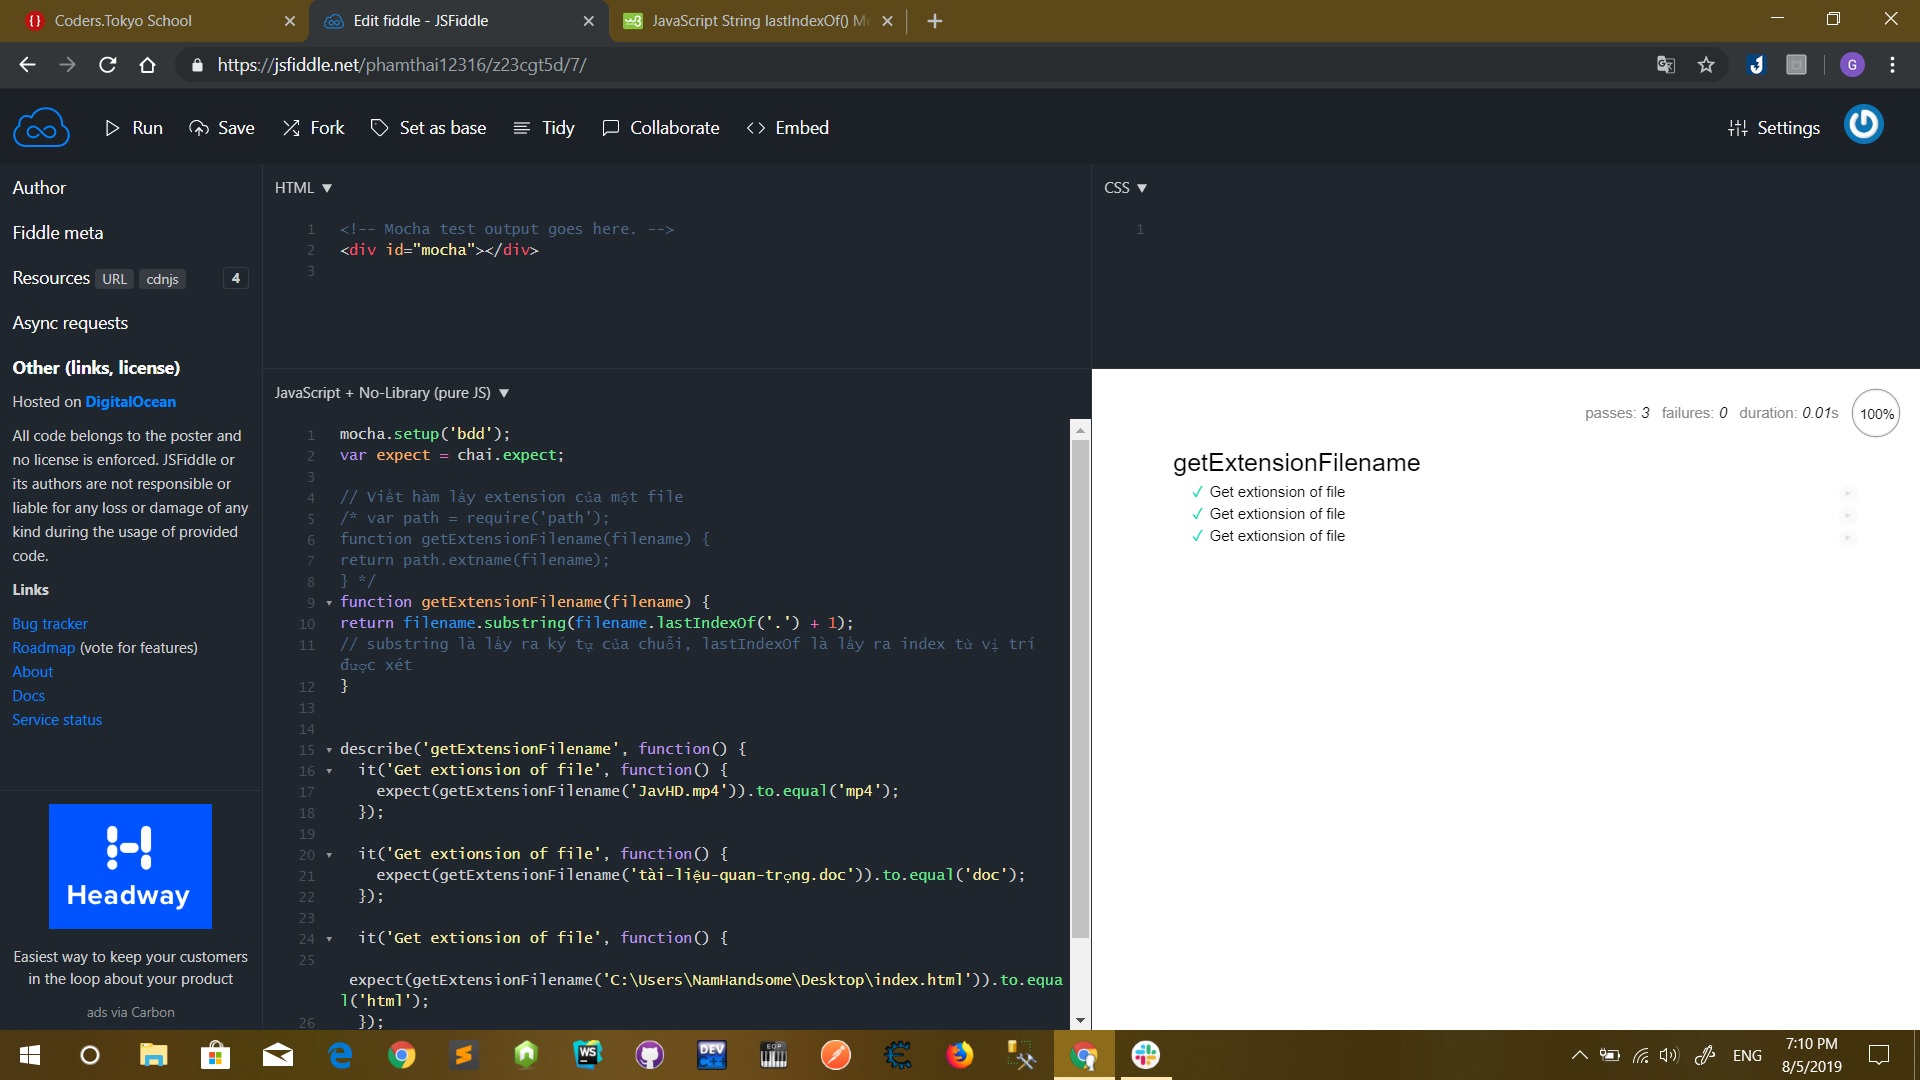 Coders.Tokyo School
Edit fiddle - JSFiddle
JavaScript String lastIndexOf() Me
https://jsfiddle.net/phamthai12316/z23cgt5d/7/
G
Run
Save
Fork
Set as base
Tidy
Collaborate
Embed
Settings
Author
Fiddle meta
Resources URL cdnjs 4
Async requests
Other (links, license)
Hosted on DigitalOcean
All code belongs to the poster and
no license is enforced. JSFiddle or
its authors are not responsible or
liable for any loss or damage of any
kind during the usage of provided
code.
Links
Bug tracker
Roadmap (vote for features)
About
Docs
Service status
Headway
Easiest way to keep your customers
in the loop about your product
ads via Carbon
HTML ▼
1 <!-- Mocha test output goes here. -->
2 <div id="mocha"></div>
3
CSS ▼
1
JavaScript + No-Library (pure JS) ▼
1 mocha.setup('bdd');
2 var expect = chai.expect;
3
4 // Viết hàm lấy extension của một file
5 /* var path = require('path');
6 function getExtensionFilename(filename) {
7 return path.extname(filename);
8 } */
9 function getExtensionFilename(filename) {
10 return filename.substring(filename.lastIndexOf('.') + 1);
11 // substring là lấy ra ký tự của chuỗi, lastIndexOf là lấy ra index từ vị trí
được xét
12 }
13
14
15 describe('getExtensionFilename', function() {
16 it('Get extionsion of file', function() {
17 expect(getExtensionFilename('JavHD.mp4')).to.equal('mp4');
18 });
19
20 it('Get extionsion of file', function() {
21 expect(getExtensionFilename('tài-liệu-quan-trọng.doc')).to.equal('doc');
22 });
23
24 it('Get extionsion of file', function() {
25
expect(getExtensionFilename('C:\Users\NamHandsome\Desktop\index.html')).to.equa
l('html');
26 });
passes: 3 failures: 0 duration: 0.01s 100%
getExtensionFilename
✓ Get extionsion of file
✓ Get extionsion of file
✓ Get extionsion of file
WS
DEV
EOP
ENG
7:10 PM
8/5/2019